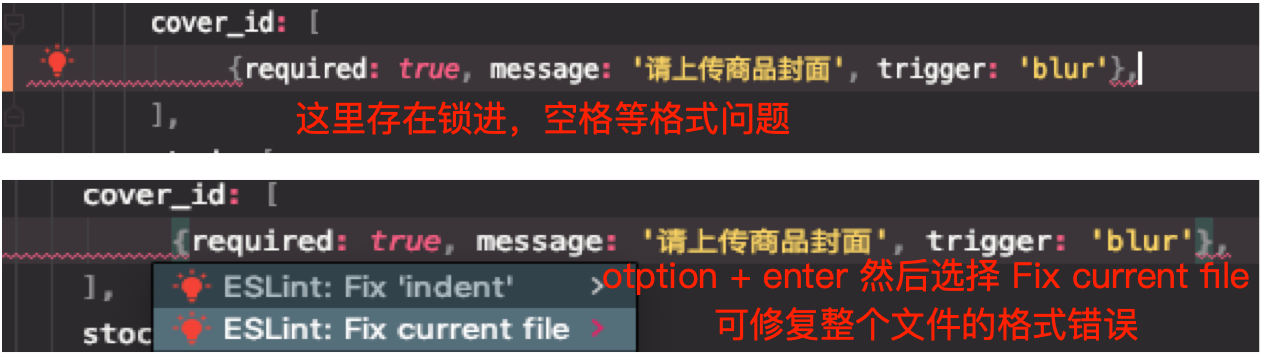 cover_id: [
{required: true, message: '请上传商品封面', trigger: 'blur'},
这里存在锁进，空格等格式问题
],
cover_id: [
{required: true, message: '请上传商品封面', trigger: 'blur'},
otption + enter 然后选择 Fix current file
],
ESLint: Fix 'indent'
可修复整个文件的格式错误
stoc
ESLint: Fix current file